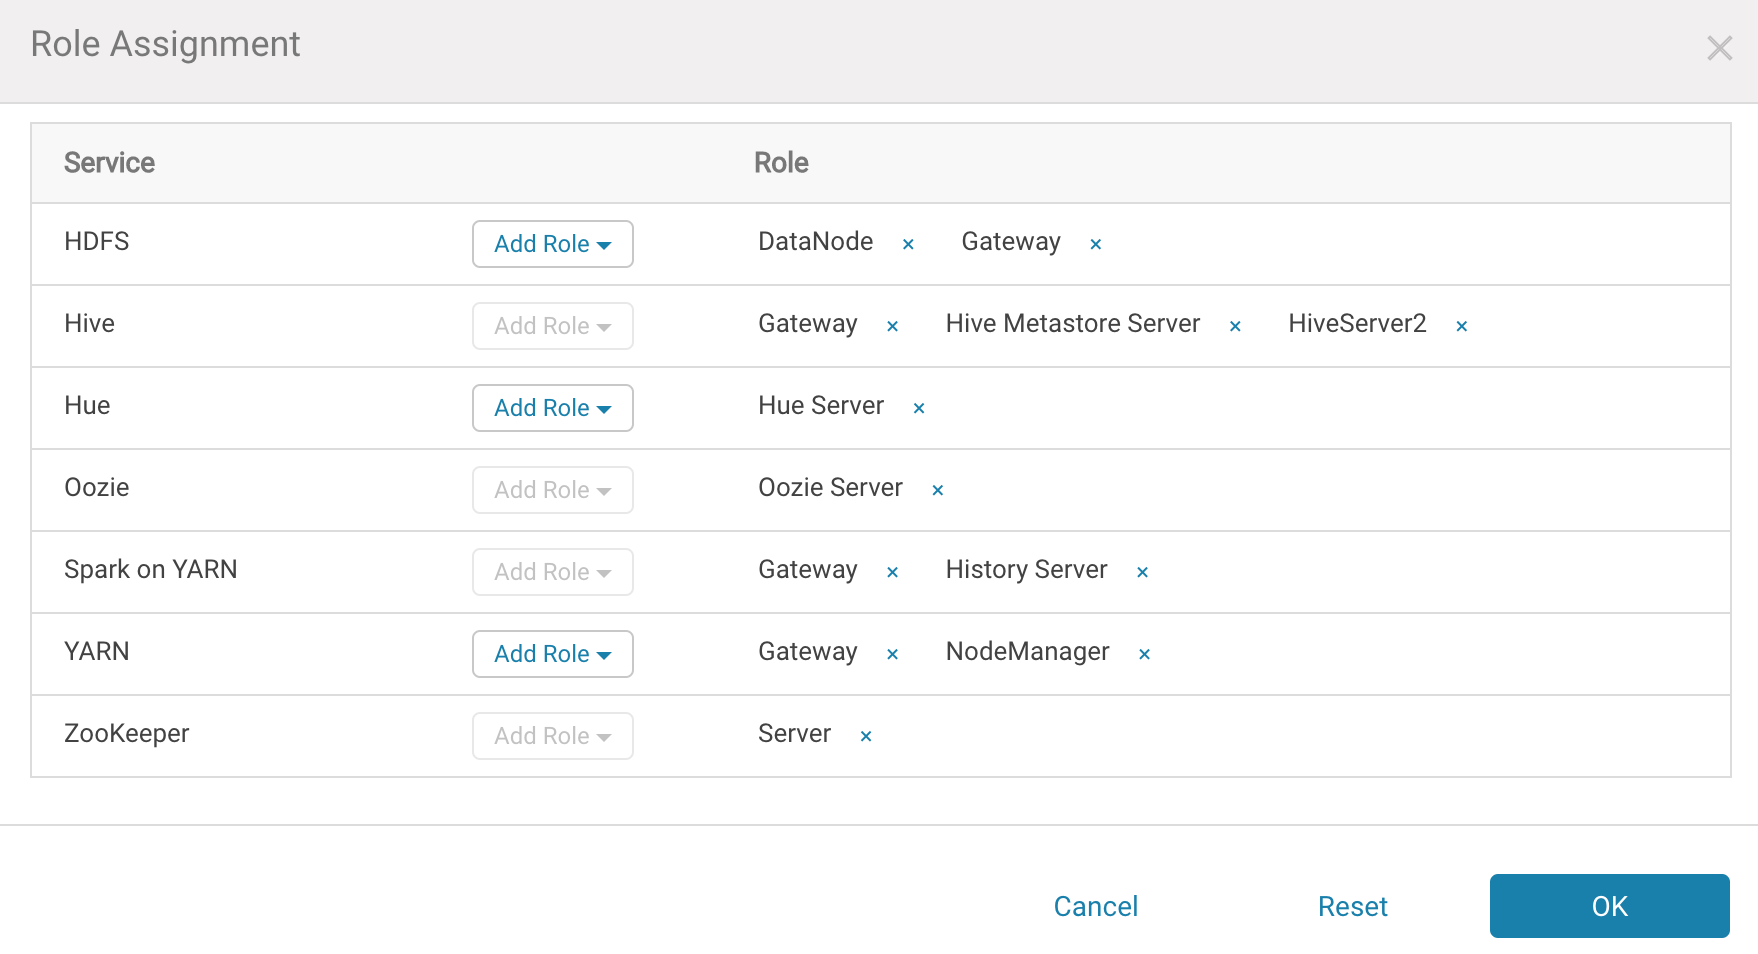 Role Assignment
Service Role
HDFS Add Role DataNode × Gateway ×
Hive Add Role Gateway × Hive Metastore Server × HiveServer2 ×
Hue Add Role Hue Server ×
Oozie Add Role Oozie Server ×
Spark on YARN Add Role Gateway × History Server ×
YARN Add Role Gateway × NodeManager ×
ZooKeeper Add Role Server ×
Cancel Reset OK